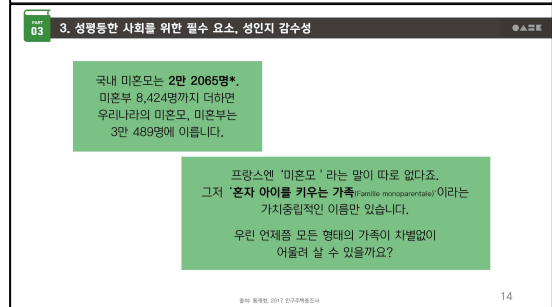 PART
03
3. 성평등한 사회를 위한 필수 요소, 성인지 감수성
국내 미혼모는 2만 2065명*.
미혼부 8,424명까지 더하면
우리나라의 미혼모, 미혼부는
3만 489명에 이릅니다.
프랑스엔 ‘미혼모 ’ 라는 말이 따로 없다죠.
그저 ‘혼자 아이를 키우는 가족(Famille monoparentale)’이라는
가치중립적인 이름만 있습니다.
우린 언제쯤 모든 형태의 가족이 차별없이
어울려 살 수 있을까요?
출처: 통계청, 2017 인구주택총조사
14